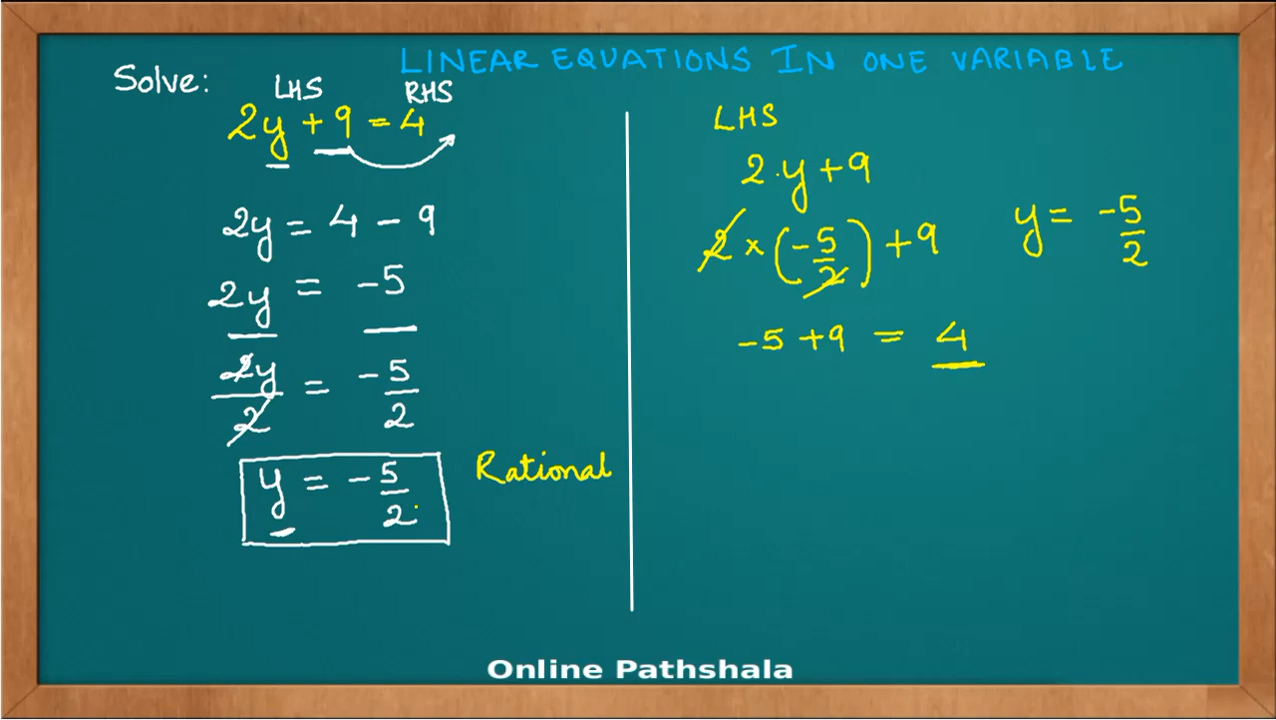 LINEAR EQUATIONS IN ONE VARIABLE
Solve:
LHS RHS
2y + 9 = 4
2y = 4 - 9
2y = -5
2y/2 = -5/2
y = -5/2
Rational
LHS
2·y + 9
2 × (-5/2) + 9
y = -5/2
-5 + 9 = 4
Online Pathshala